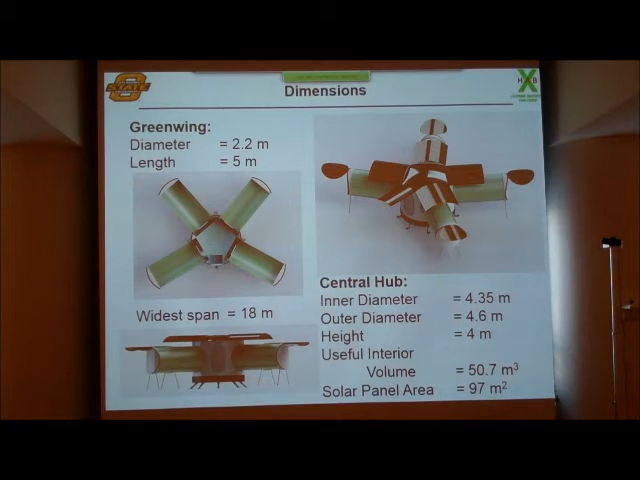 STATE
Dimensions
Greenwing:
Diameter = 2.2 m
Length = 5 m
Widest span = 18 m
Central Hub:
Inner Diameter = 4.35 m
Outer Diameter = 4.6 m
Height = 4 m
Useful Interior
Volume = 50.7 m³
Solar Panel Area = 97 m²